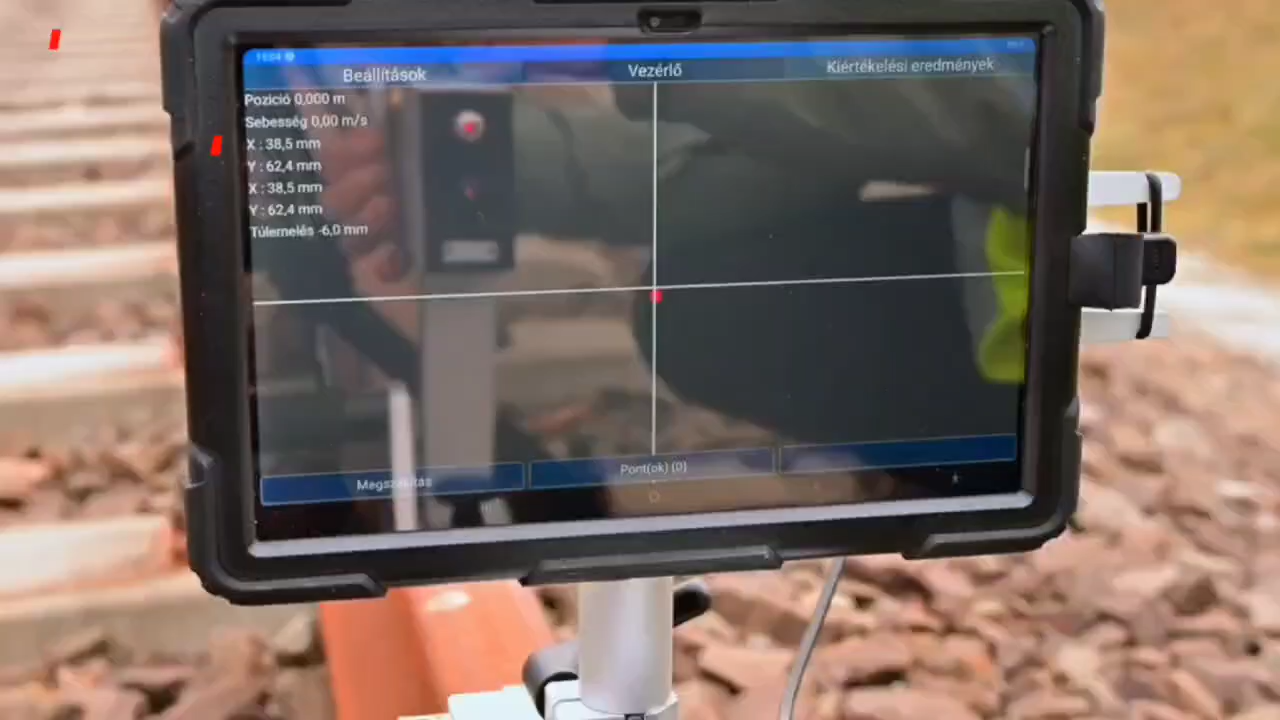 Beállítások Vezérlő Kiértékelési eredmények
Pozició 0,000 m
Sebesség 0,00 m/s
X : 38,5 mm
Y : 62,4 mm
X : 38,5 mm
Y : 62,4 mm
Túlemelés -6,0 mm
Megszakítás Pont(ok) (0)